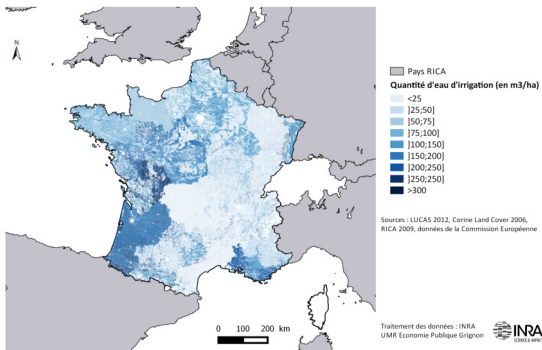 N
Pays RICA
Quantité d'eau d'irrigation (en m3/ha)
<25
]25;50]
]50;75]
]75;100]
]100;150]
]150;200]
]200;250]
]250;250]
>300
Sources : LUCAS 2012, Corine Land Cover 2006,
RICA 2009, données de la Commission Européenne
0 100 200 km
Traitement des données : INRA
UMR Economie Publique Grignon
INRA
SCIENCE & IMPACT